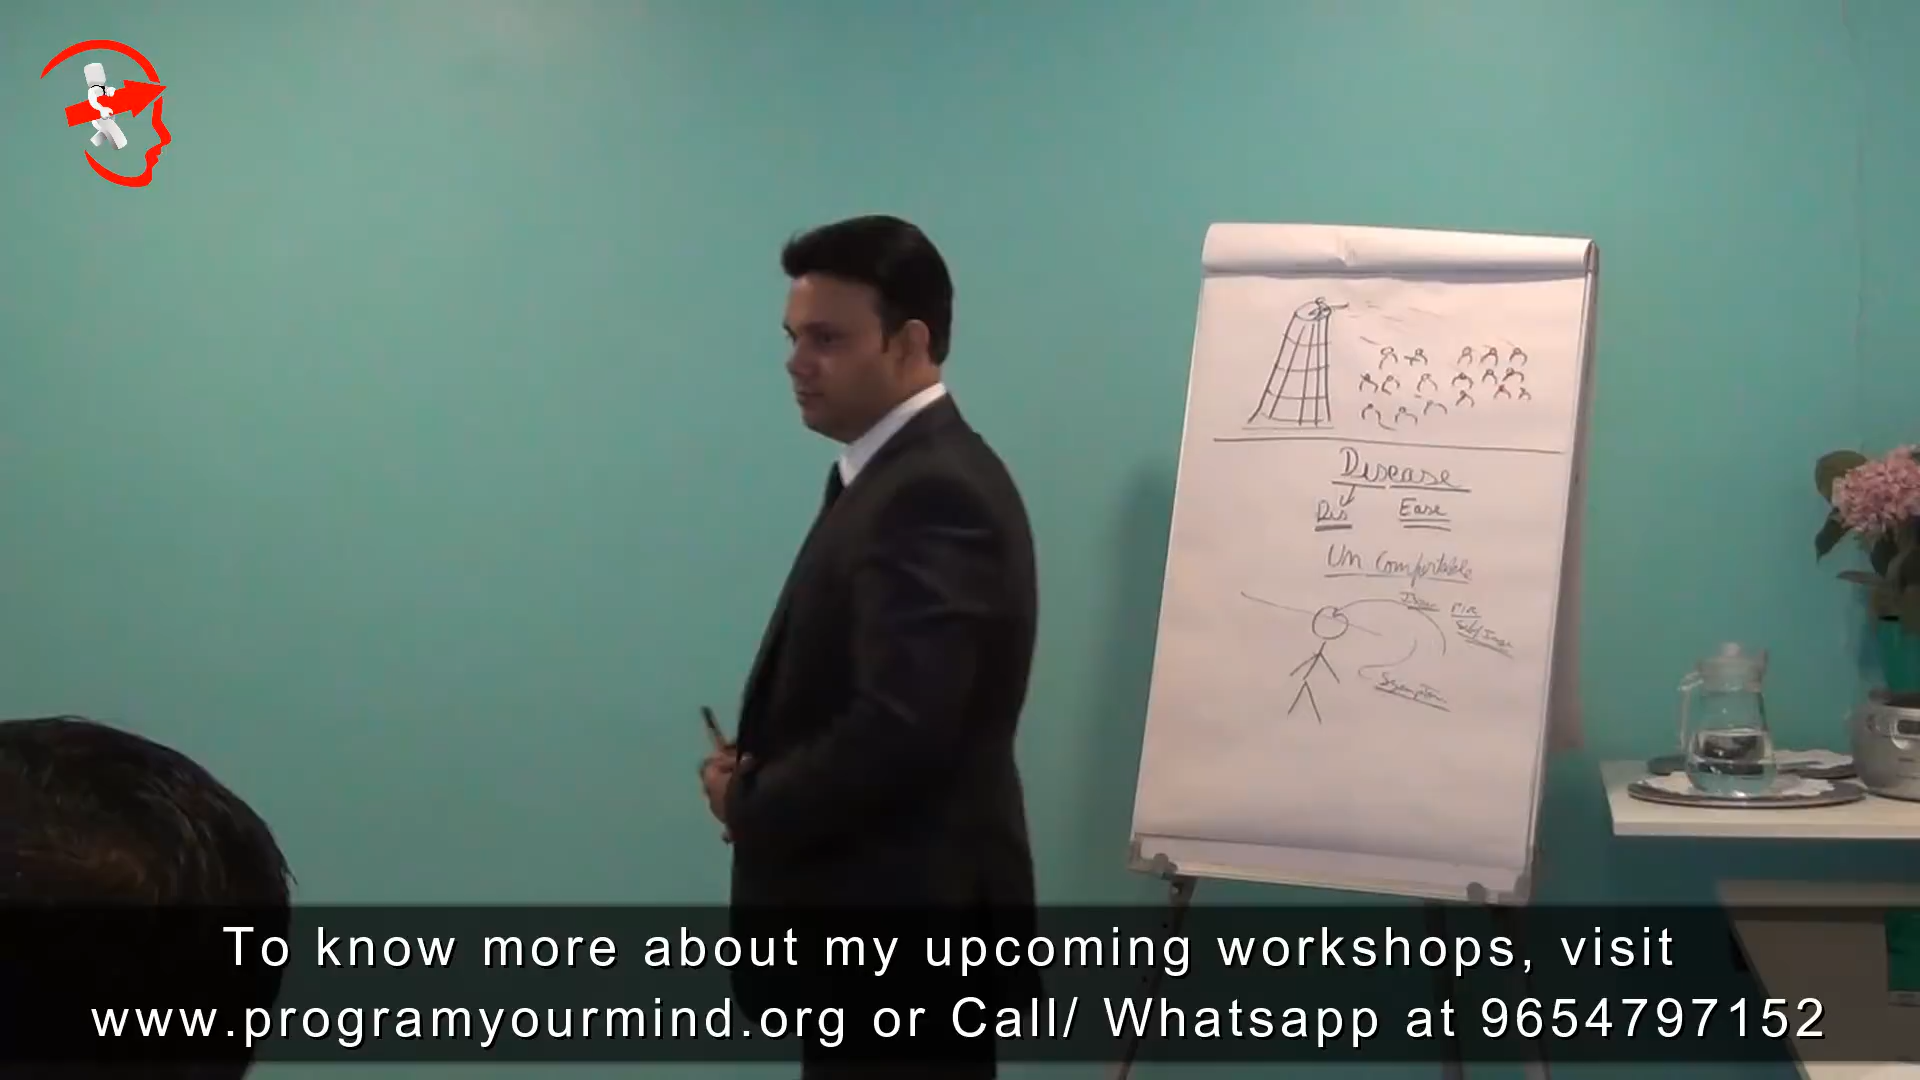 Disease
Dis Ease
Un Comfortable
Symptom
To know more about my upcoming workshops, visit
www.programyourmind.org or Call/ Whatsapp at 9654797152